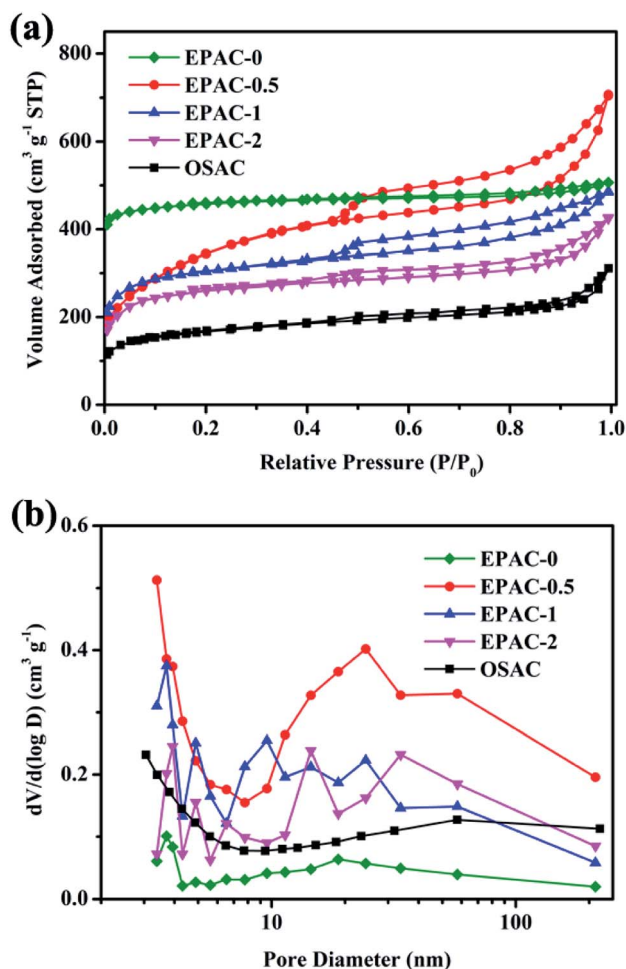 (a)
800
600
400
200
0
EPAC-0
EPAC-0.5
EPAC-1
EPAC-2
OSAC
Volume Adsorbed (cm³ g⁻¹ STP)
0.0 0.2 0.4 0.6 0.8 1.0
Relative Pressure (P/P₀)
(b)
0.6
0.4
0.2
0.0
EPAC-0
EPAC-0.5
EPAC-1
EPAC-2
OSAC
dV/d(log D) (cm³ g⁻¹)
10 100
Pore Diameter (nm)